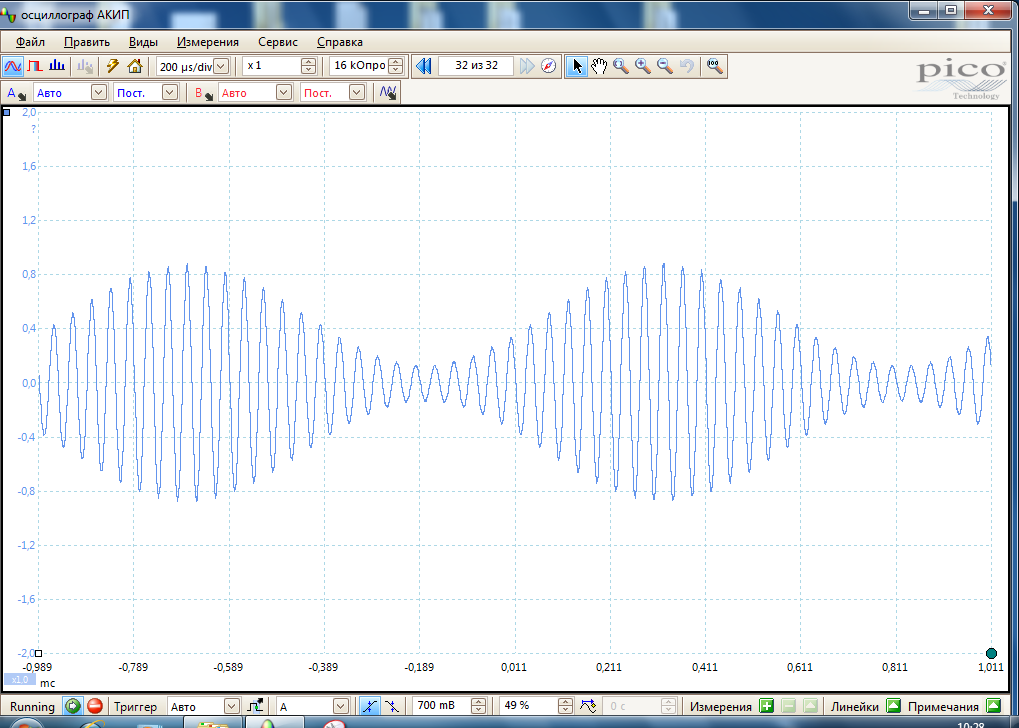 осциллограф АКИП
Файл Править Виды Измерения Сервис Справка
200 µs/div x 1 16 kОпро 32 из 32
pico
Technology
A Авто Пост. B Авто Пост.
2,0
?
1,6
1,2
0,8
0,4
0,0
-0,4
-0,8
-1,2
-1,6
-2,0
-0,989 -0,789 -0,589 -0,389 -0,189 0,011 0,211 0,411 0,611 0,811 1,011
x1.0 мс
Running Триггер Авто A 700 mB 49 % 0 c Измерения Линейки Примечания
10:28